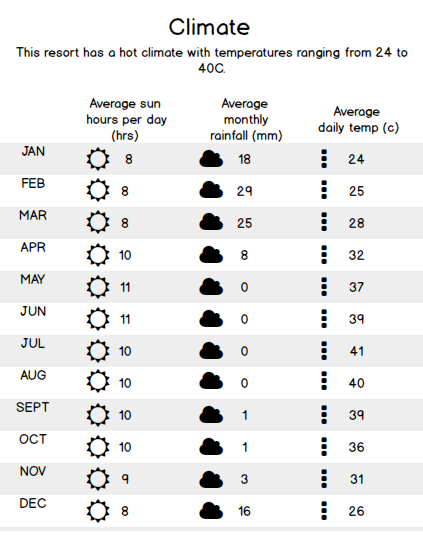 Climate
This resort has a hot climate with temperatures ranging from 24 to
40C.
Average sun hours per day (hrs) Average monthly rainfall (mm) Average daily temp (c)
JAN 8 18 24
FEB 8 29 25
MAR 8 25 28
APR 10 8 32
MAY 11 0 37
JUN 11 0 39
JUL 10 0 41
AUG 10 0 40
SEPT 10 1 39
OCT 10 1 36
NOV 9 3 31
DEC 8 16 26